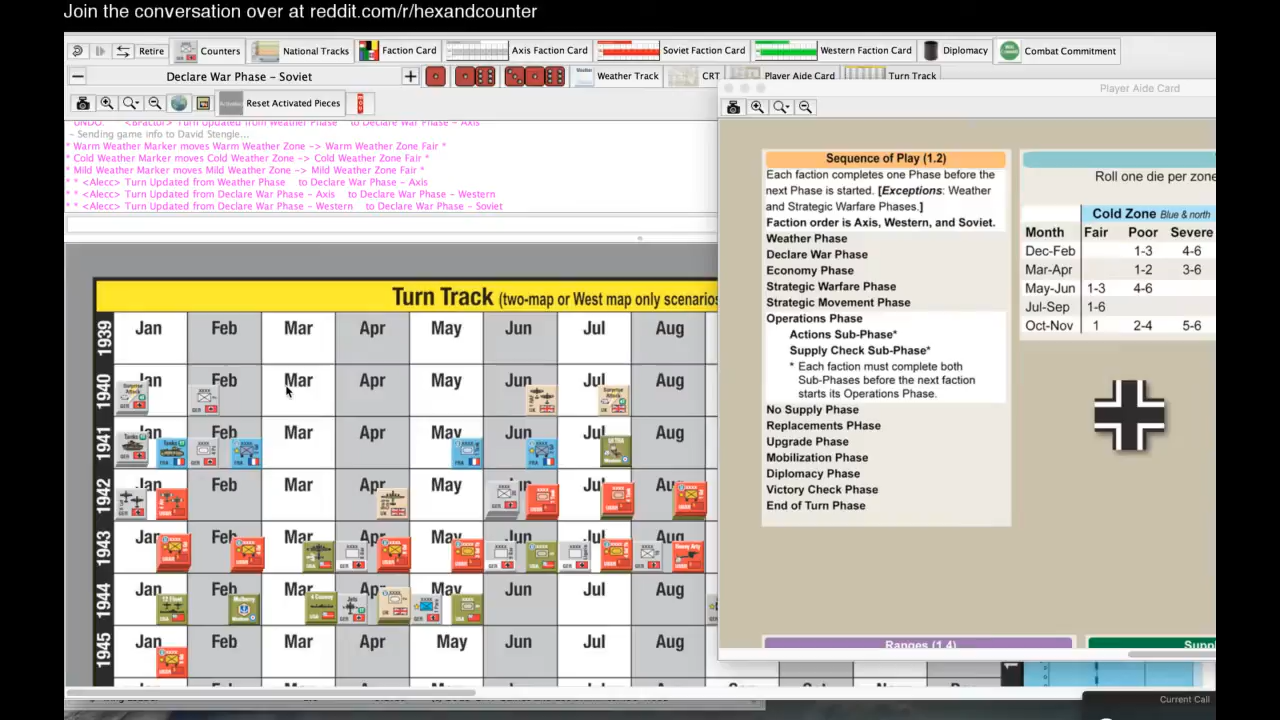 Join the conversation over at reddit.com/r/hexandcounter
Retire Counters National Tracks Faction Card Axis Faction Card Soviet Faction Card Western Faction Card Diplomacy Combat Commitment
Declare War Phase – Soviet
Weather Track CRT Player Aide Card Turn Track
Reset Activated Pieces
Player Aide Card
UNDO: <BFactor> Turn Updated from Weather Phase to Declare War Phase – Axis
– Sending game info to David Stengle...
* Warm Weather Marker moves Warm Weather Zone -> Warm Weather Zone Fair *
* Cold Weather Marker moves Cold Weather Zone -> Cold Weather Zone Fair *
* Mild Weather Marker moves Mild Weather Zone -> Mild Weather Zone Fair *
* * <Alecc> Turn Updated from Weather Phase to Declare War Phase – Axis
* * <Alecc> Turn Updated from Declare War Phase – Axis to Declare War Phase – Western
* * <Alecc> Turn Updated from Declare War Phase – Western to Declare War Phase – Soviet
Turn Track (two-map or West map only scenarios
1939 Jan Feb Mar Apr May Jun Jul Aug
1940 Jan Feb Mar Apr May Jun Jul Aug
1941 Jan Feb Mar Apr May Jun Jul Aug
1942 Jan Feb Mar May Jun Jul Aug
1943 Jan Feb Mar Apr May Jun Jul Aug
1944 Jan Feb Mar Apr May Jun Jul Aug
1945 Jan Feb Mar Apr May Jun Jul Aug
Sequence of Play (1.2)
Each faction completes one Phase before the
next Phase is started. [Exceptions: Weather
and Strategic Warfare Phases.]
Faction order is Axis, Western, and Soviet.
Weather Phase
Declare War Phase
Economy Phase
Strategic Warfare Phase
Strategic Movement Phase
Operations Phase
Actions Sub-Phase*
Supply Check Sub-Phase*
* Each faction must complete both
Sub-Phases before the next faction
starts its Operations Phase.
No Supply Phase
Replacements PHase
Upgrade Phase
Mobilization Phase
Diplomacy Phase
Victory Check Phase
End of Turn Phase
Roll one die per zone
Cold Zone Blue & north
Month Fair Poor Severe
Dec-Feb 1-3 4-6
Mar-Apr 1-2 3-6
May-Jun 1-3 4-6
Jul-Sep 1-6
Oct-Nov 1 2-4 5-6
Ranges (1.4)
Current Call